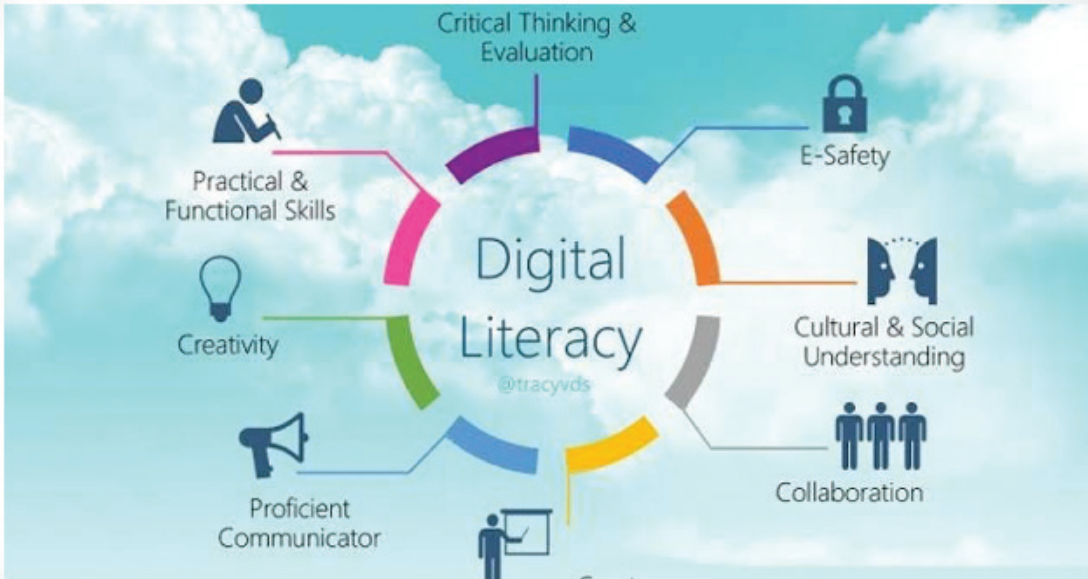 Critical Thinking &
Evaluation
E-Safety
Practical &
Functional Skills
Digital
Literacy
@tracyvds
Cultural & Social
Understanding
Creativity
Collaboration
Proficient
Communicator